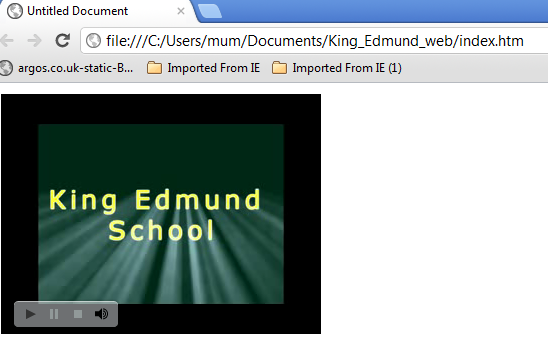 Untitled Document
file:///C:/Users/mum/Documents/King_Edmund_web/index.htm
argos.co.uk-static-B... Imported From IE Imported From IE (1)
King Edmund
School